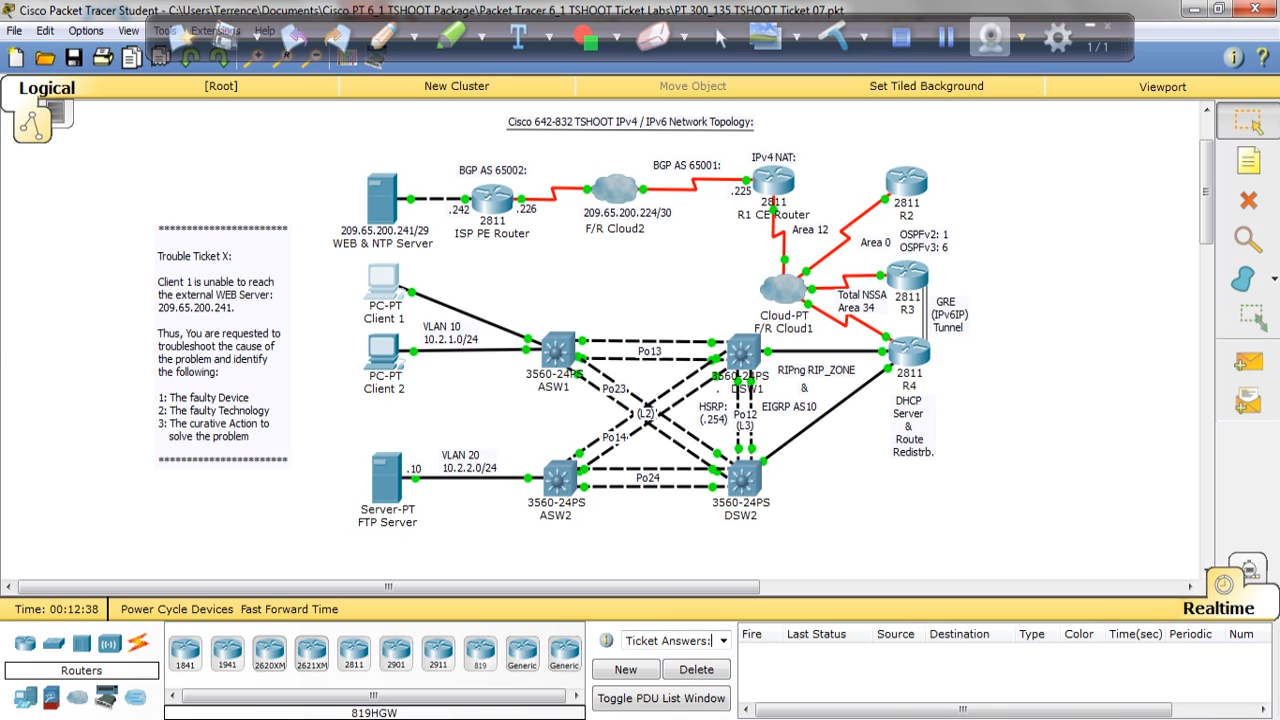 Cisco Packet Tracer Student - C:\Users\Terrence\Documents\Cisco PT 6_1 TSHOOT Package\Packet Tracer 6_1 TSHOOT Ticket Labs\PT 300_135 TSHOOT Ticket 07.pkt
File Edit Options View Tools Extensions Help
1/1
Logical [Root] New Cluster Move Object Set Tiled Background Viewport
Cisco 642-832 TSHOOT IPv4 / IPv6 Network Topology:
BGP AS 65002:
BGP AS 65001:
IPv4 NAT:
.242
.226
.225
2811
ISP PE Router
209.65.200.241/29
WEB & NTP Server
209.65.200.224/30
F/R Cloud2
2811
R1 CE Router
2811
R2
Area 12
Area 0
OSPFv2: 1
OSPFv3: 6
***********************
Trouble Ticket X:
Client 1 is unable to reach
the external WEB Server:
209.65.200.241.
Thus, You are requested to
troubleshoot the cause of
the problem and identify
the following:
1: The faulty Device
2: The faulty Technology
3: The curative Action to
solve the problem
***********************
PC-PT
Client 1
VLAN 10
10.2.1.0/24
PC-PT
Client 2
Cloud-PT
F/R Cloud1
Total NSSA
Area 34
2811
R3
GRE
(IPv6IP)
Tunnel
3560-24PS
ASW1
Po13
3560-24PS
DSW1
RIPng RIP_ZONE
&
EIGRP AS10
2811
R4
DHCP
Server
&
Route
Redistrb.
Po23
(L2)
Po14
HSRP:
(.254)
Po12
(L3)
VLAN 20
10.2.2.0/24
.10
Server-PT
FTP Server
3560-24PS
ASW2
Po24
3560-24PS
DSW2
Time: 00:12:38 Power Cycle Devices Fast Forward Time
Realtime
Routers
1841 1941 2620XM 2621XM 2811 2901 2911 819 Generic Generic
819HGW
Ticket Answers:
New Delete
Toggle PDU List Window
Fire Last Status Source Destination Type Color Time(sec) Periodic Num